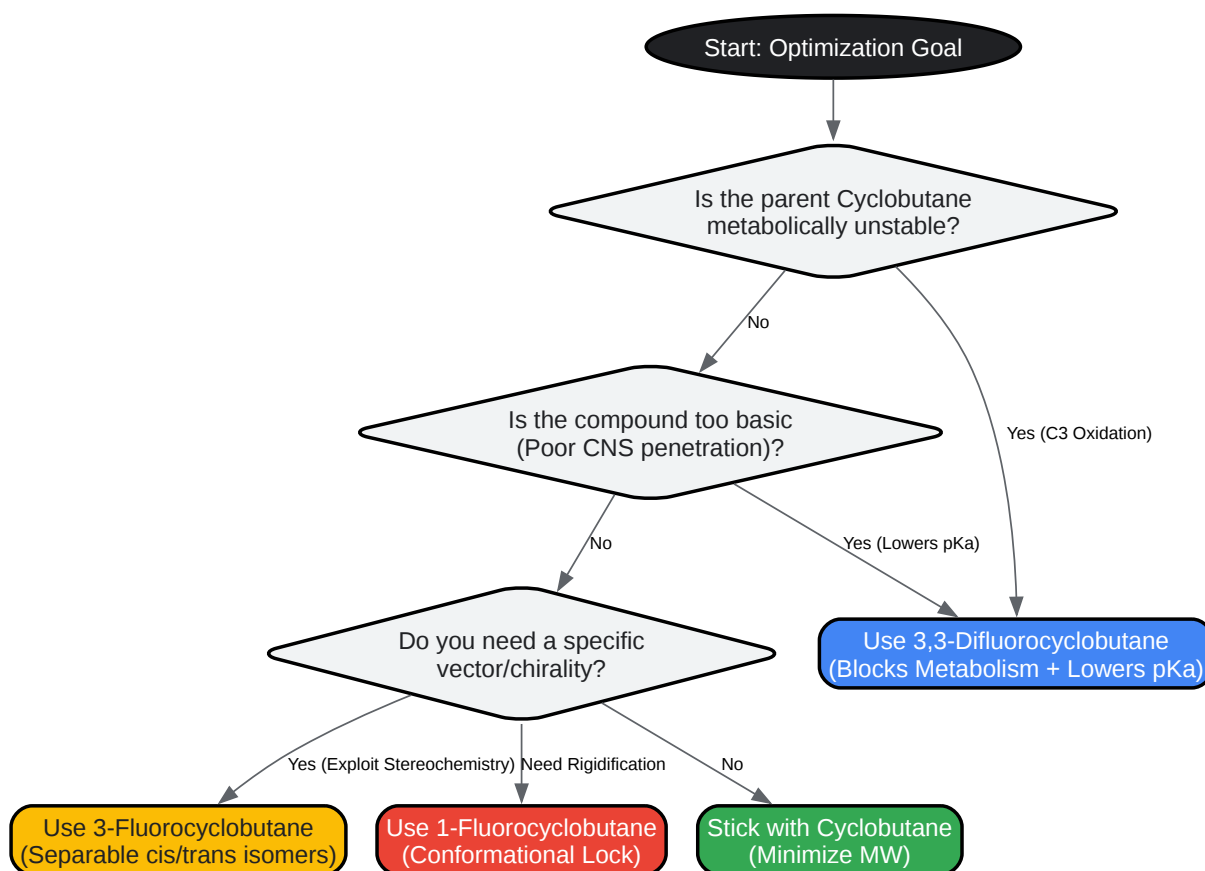 Start: Optimization Goal
Is the parent Cyclobutane
metabolically unstable?
No
Is the compound too basic
(Poor CNS penetration)?
Yes (C3 Oxidation)
No
Yes (Lowers pKa)
Do you need a specific
vector/chirality?
Use 3,3-Difluorocyclobutane
(Blocks Metabolism + Lowers pKa)
Yes (Exploit Stereochemistry)
Need Rigidification
No
Use 3-Fluorocyclobutane
(Separable cis/trans isomers)
Use 1-Fluorocyclobutane
(Conformational Lock)
Stick with Cyclobutane
(Minimize MW)